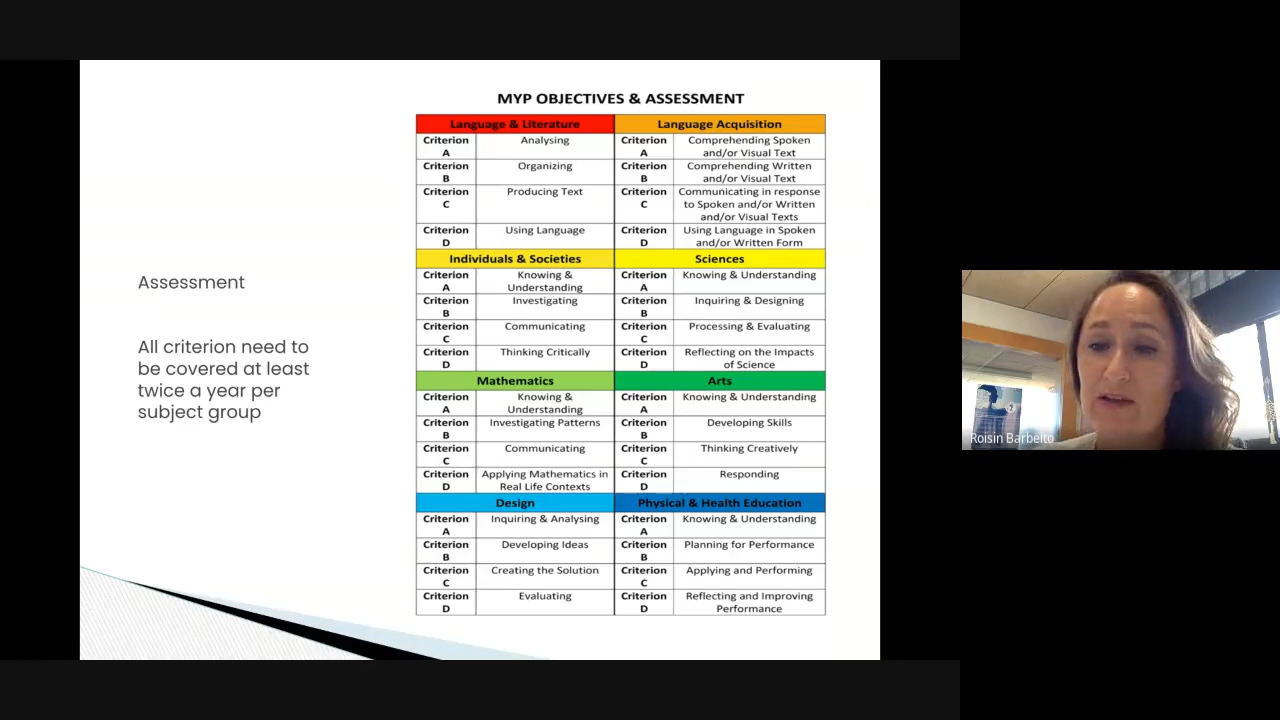 Assessment
All criterion need to
be covered at least
twice a year per
subject group
MYP OBJECTIVES & ASSESSMENT
Language & Literature
Language Acquisition
Criterion
A
Analysing
Criterion
A
Comprehending Spoken
and/or Visual Text
Criterion
B
Organizing
Criterion
B
Comprehending Written
and/or Visual Text
Criterion
C
Producing Text
Criterion
C
Communicating in response
to Spoken and/or Written
and/or Visual Texts
Criterion
D
Using Language
Criterion
D
Using Language in Spoken
and/or Written Form
Individuals & Societies
Sciences
Criterion
A
Knowing &
Understanding
Criterion
A
Knowing & Understanding
Criterion
B
Investigating
Criterion
B
Inquiring & Designing
Criterion
C
Communicating
Criterion
C
Processing & Evaluating
Criterion
D
Thinking Critically
Criterion
D
Reflecting on the Impacts
of Science
Mathematics
Arts
Criterion
A
Knowing &
Understanding
Criterion
A
Knowing & Understanding
Criterion
B
Investigating Patterns
Criterion
B
Developing Skills
Criterion
C
Communicating
Criterion
C
Thinking Creatively
Criterion
D
Applying Mathematics in
Real Life Contexts
Criterion
D
Responding
Design
Physical & Health Education
Criterion
A
Inquiring & Analysing
Criterion
A
Knowing & Understanding
Criterion
B
Developing Ideas
Criterion
B
Planning for Performance
Criterion
C
Creating the Solution
Criterion
C
Applying and Performing
Criterion
D
Evaluating
Criterion
D
Reflecting and Improving
Performance
Roisin Barbeito